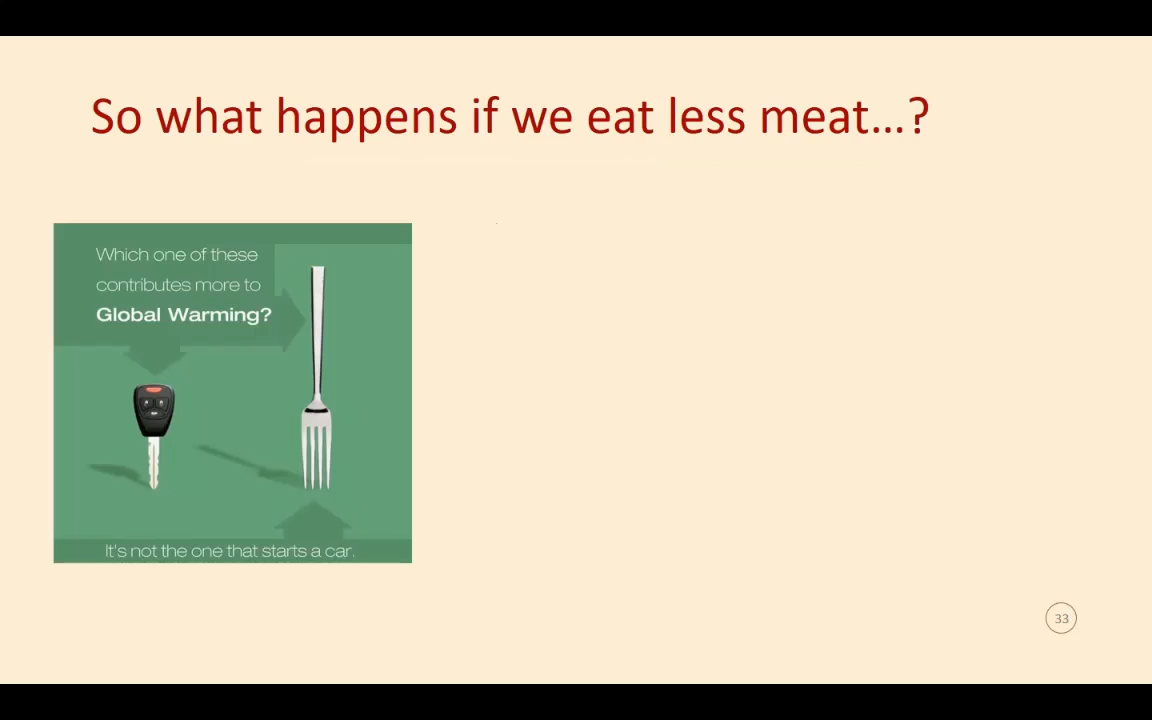 So what happens if we eat less meat...?
Which one of these
contributes more to
Global Warming?
It's not the one that starts a car.
33